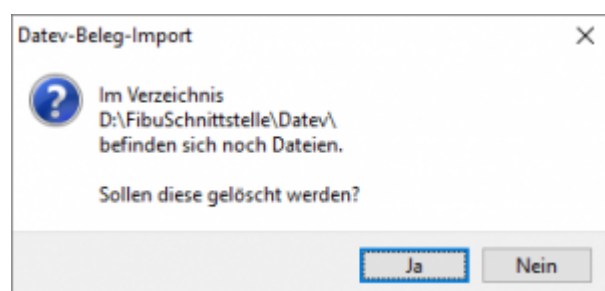 Datev-Beleg-Import
Im Verzeichnis
D:\FibuSchnittstelle\Datev\
befinden sich noch Dateien.
Sollen diese gelöscht werden?
Ja
Nein